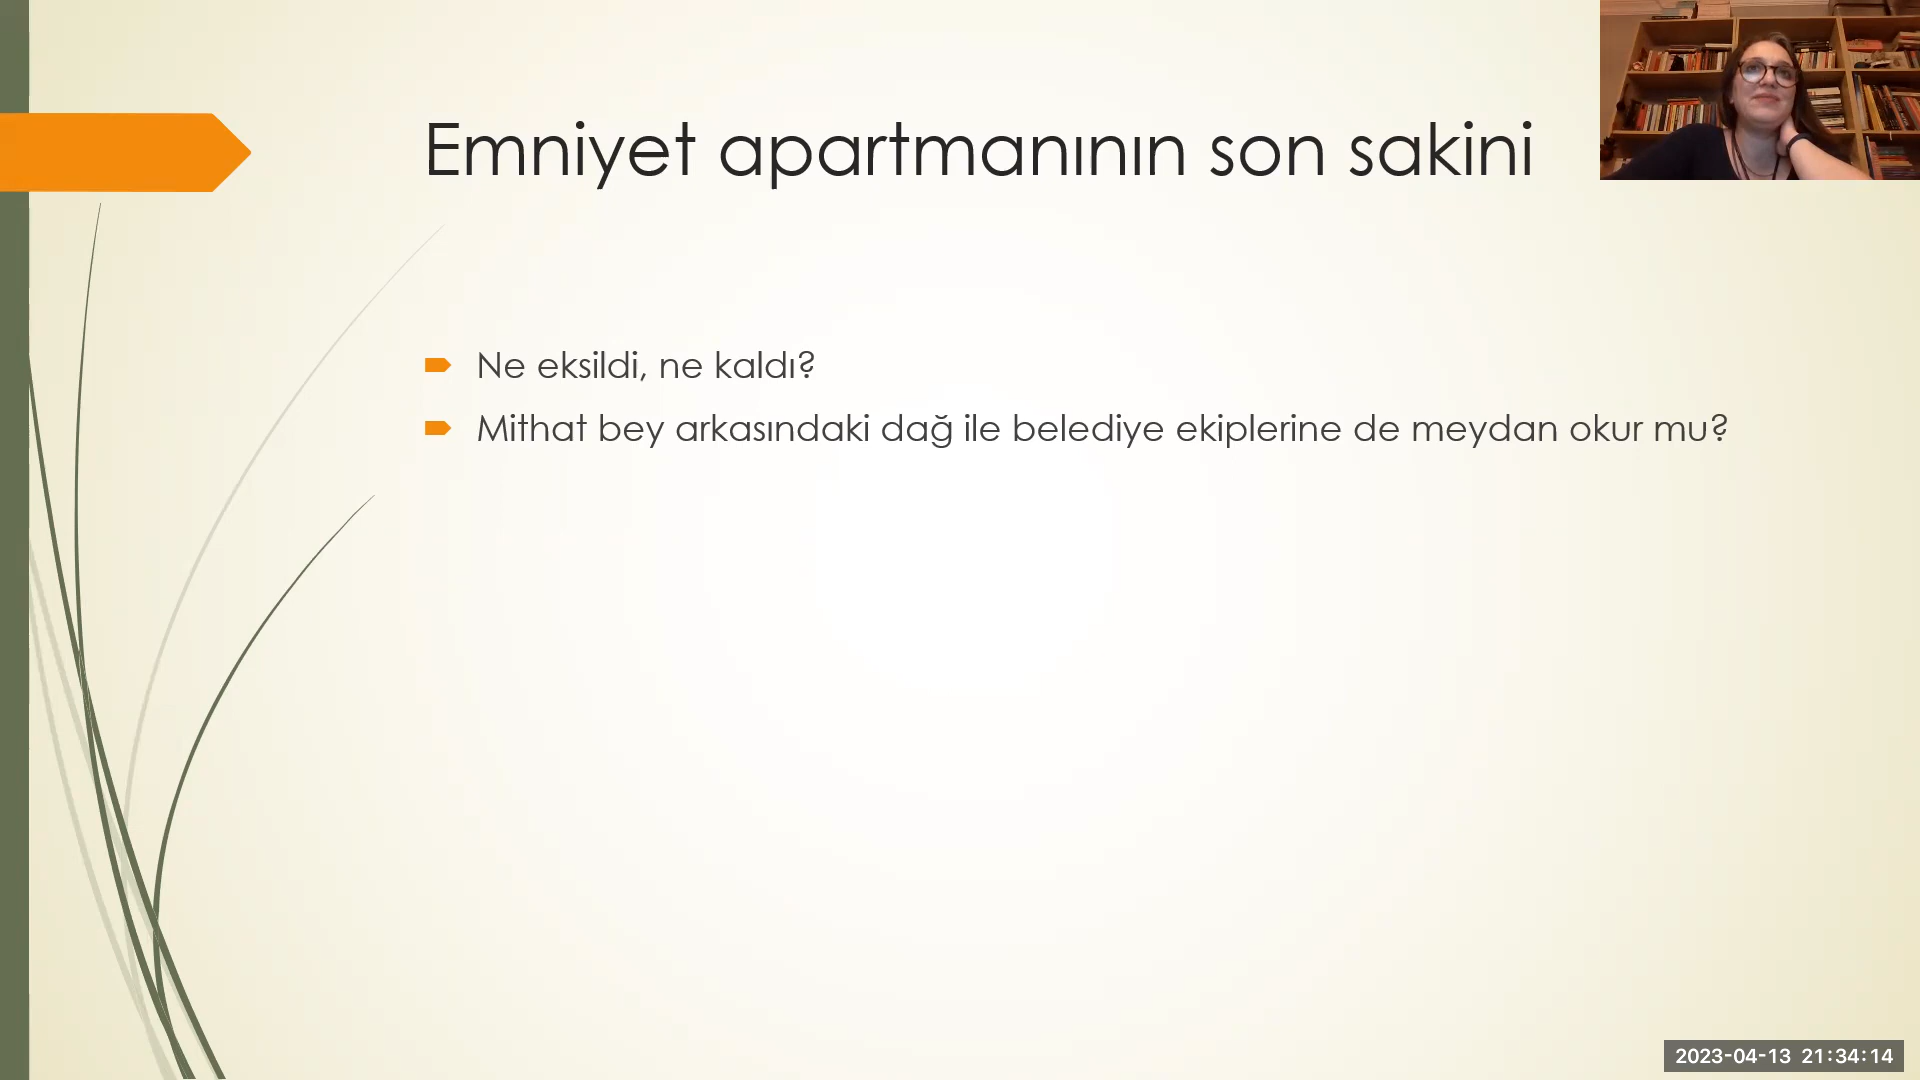 Emniyet apartmanının son sakini
Ne eksildi, ne kaldı?
Mithat bey arkasındaki dağ ile belediye ekiplerine de meydan okur mu?
2023-04-13 21:34:14